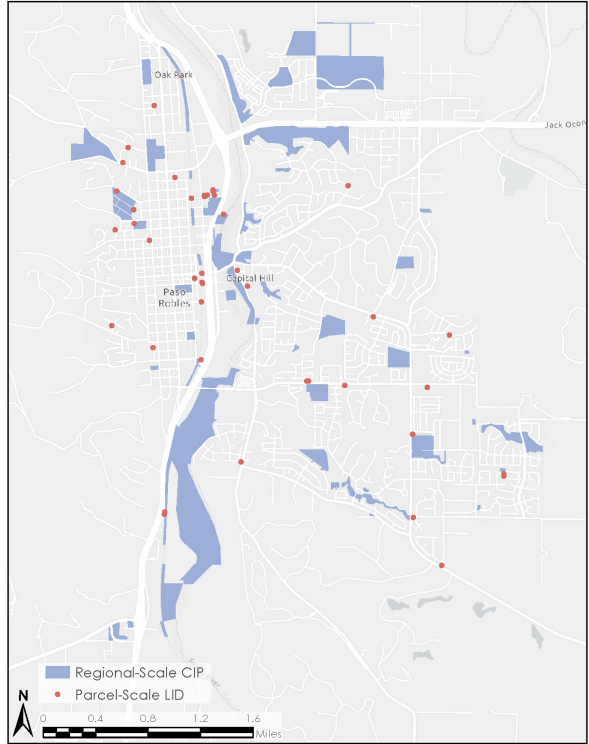 Oak Park
Jack Ocon
Capital Hill
Paso
Robles
Regional-Scale CIP
Parcel-Scale LID
N
0 0.4 0.8 1.2 1.6
Miles